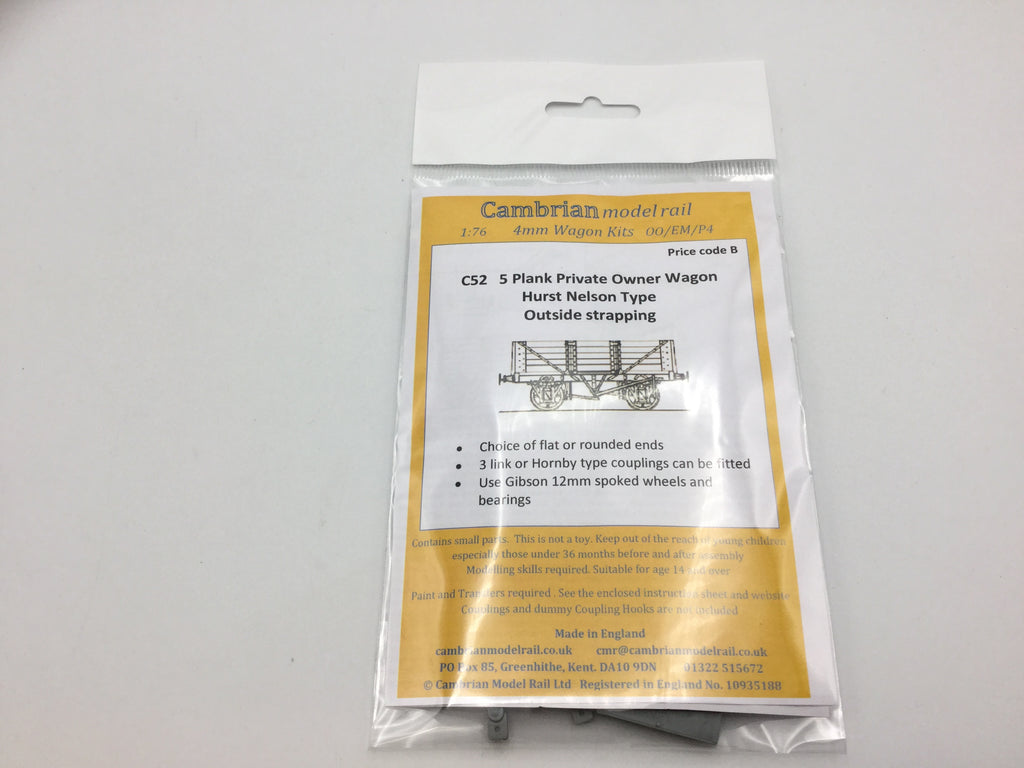 Cambrian model rail
1:76 4mm Wagon Kits OO/EM/P4
Price code B
C52 5 Plank Private Owner Wagon
Hurst Nelson Type
Outside strapping
• Choice of flat or rounded ends
• 3 link or Hornby type couplings can be fitted
• Use Gibson 12mm spoked wheels and
bearings
Contains small parts. This is not a toy. Keep out of the reach of young children
especially those under 36 months before and after assembly
Modelling skills required. Suitable for age 14 and over
Paint and Transfers required . See the enclosed instruction sheet and website
Couplings and dummy Coupling Hooks are not included
Made in England
cambrianmodelrail.co.uk cmr@cambrianmodelrail.co.uk
PO Box 85, Greenhithe, Kent. DA10 9DN 01322 515672
© Cambrian Model Rail Ltd Registered in England No. 10935188